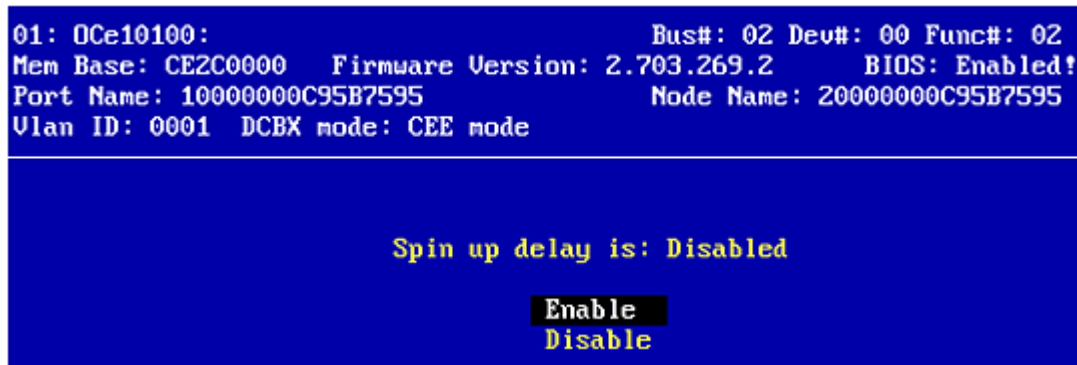 01: OCe10100: Bus#: 02 Dev#: 00 Func#: 02
Mem Base: CE2C0000 Firmware Version: 2.703.269.2 BIOS: Enabled!
Port Name: 10000000C95B7595 Node Name: 20000000C95B7595
Vlan ID: 0001 DCBX mode: CEE mode
Spin up delay is: Disabled
Enable
Disable